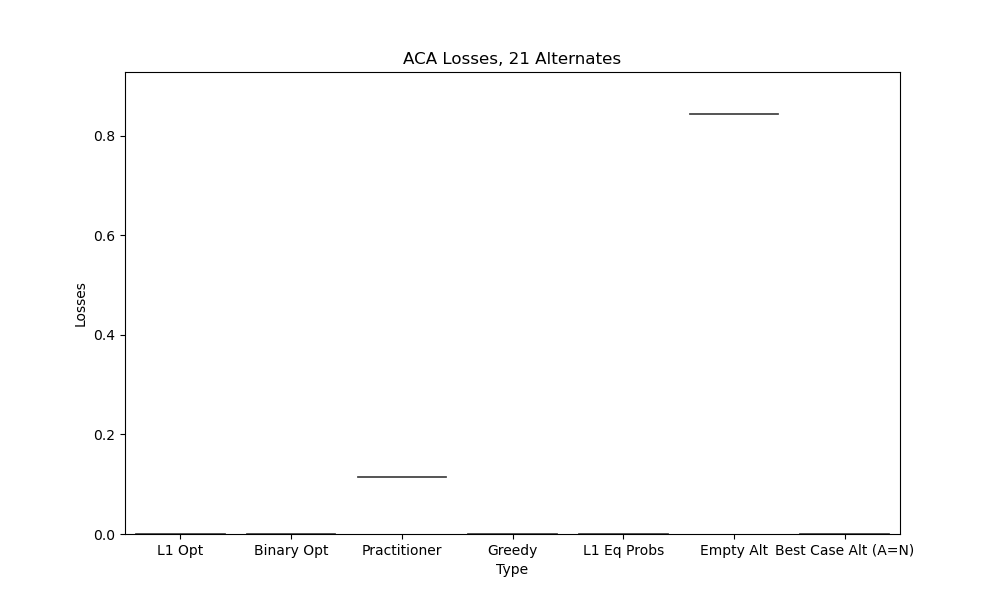 ACA Losses, 21 Alternates
0.8
0.6
Losses
0.4
0.2
0.0
L1 Opt Binary Opt Practitioner Greedy L1 Eq Probs Empty Alt Best Case Alt (A=N)
Type